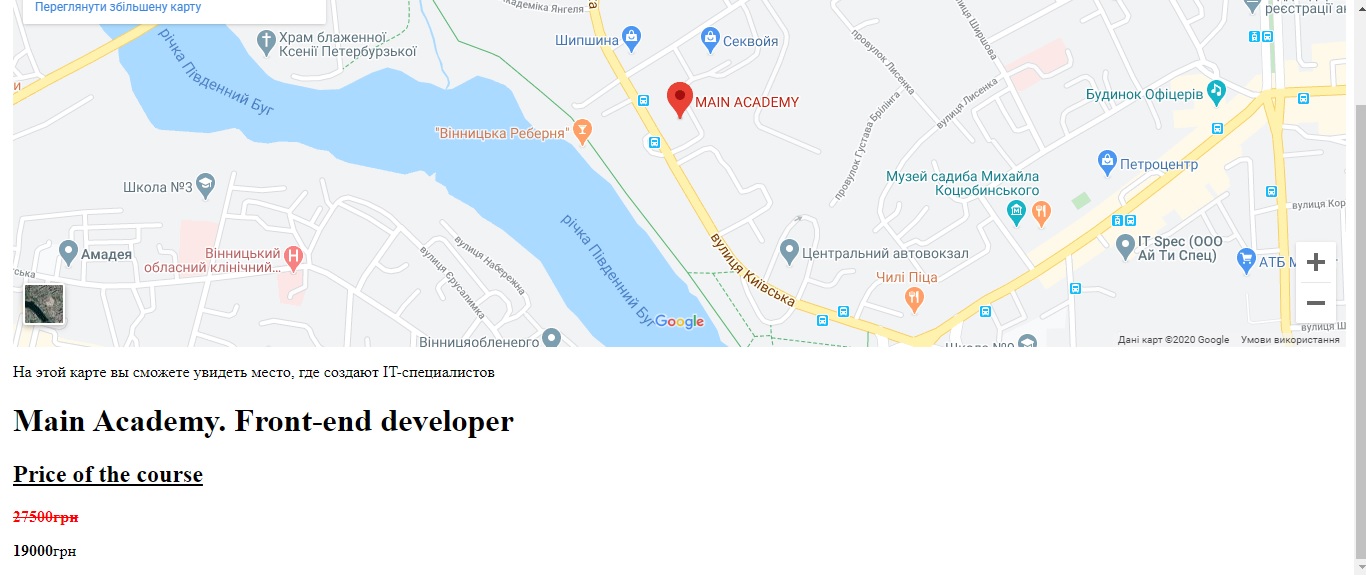 Переглянути збільшену карту
академіка Янгеля
Храм блаженної
Ксенії Петербурзької
річка Південний Буг
Шипшина
Секвойя
MAIN ACADEMY
"Вінницька Реберня"
провулок Лисенка
вулиця Ширшова
вулиця Лисенка
провулок Густава Брілінга
реєстрації
Будинок Офіцерів
Петроцентр
Музей садиба Михайла
Коцюбинського
вулиця Кор
Школа №3
Амадея
Вінницький
обласний клінічний...
вулиця Набережна
вулиця Єрусалимка
річка Південний Буг
вулиця Київська
Центральний автовокзал
Чилі Піца
IT Spec (ООО
Ай Ти Спец)
АТБ
Вінницяобленерго
Google
Школа №9
вулиця Ш
Дані карт ©2020 Google Умови використання
На этой карте вы сможете увидеть место, где создают IT-специалистов
Main Academy. Front-end developer
Price of the course
27500грн
19000грн